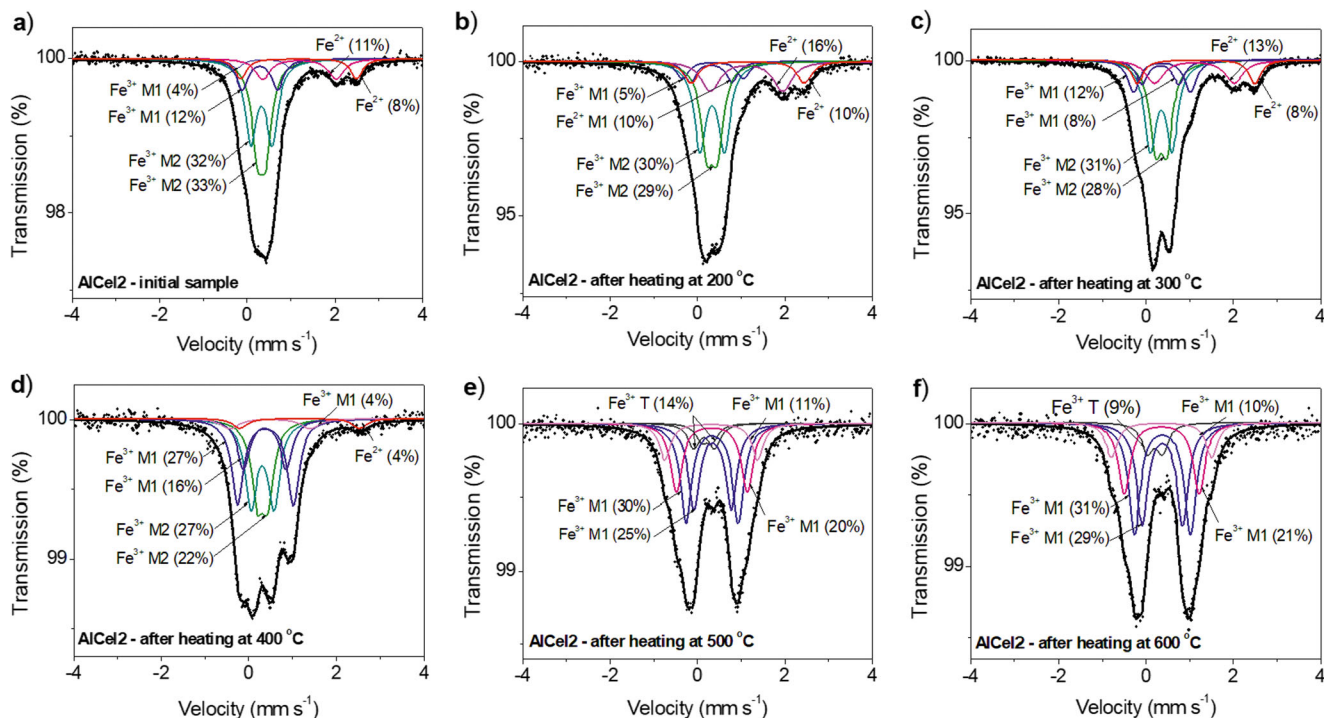 a)
100
98
Transmission (%)
Fe²⁺ (11%)
Fe³⁺ M1 (4%)
Fe³⁺ M1 (12%)
Fe²⁺ (8%)
Fe³⁺ M2 (32%)
Fe³⁺ M2 (33%)
AlCel2 - initial sample
-4 -2 0 2 4
Velocity (mm s⁻¹)
b)
100
95
Transmission (%)
Fe²⁺ (16%)
Fe³⁺ M1 (5%)
Fe²⁺ M1 (10%)
Fe²⁺ (10%)
Fe³⁺ M2 (30%)
Fe³⁺ M2 (29%)
AlCel2 - after heating at 200 °C
-4 -2 0 2 4
Velocity (mm s⁻¹)
c)
100
95
Transmission (%)
Fe²⁺ (13%)
Fe³⁺ M1 (12%)
Fe³⁺ M1 (8%)
Fe²⁺ (8%)
Fe³⁺ M2 (31%)
Fe³⁺ M2 (28%)
AlCel2 - after heating at 300 °C
-4 -2 0 2 4
Velocity (mm s⁻¹)
d)
100
99
Transmission (%)
Fe³⁺ M1 (4%)
Fe³⁺ M1 (27%)
Fe³⁺ M1 (16%)
Fe²⁺ (4%)
Fe³⁺ M2 (27%)
Fe³⁺ M2 (22%)
AlCel2 - after heating at 400 °C
-4 -2 0 2 4
Velocity (mm s⁻¹)
e)
100
99
Transmission (%)
Fe³⁺ T (14%)
Fe³⁺ M1 (11%)
Fe³⁺ M1 (30%)
Fe³⁺ M1 (25%)
Fe³⁺ M1 (20%)
AlCel2 - after heating at 500 °C
-4 -2 0 2 4
Velocity (mm s⁻¹)
f)
100
99
Transmission (%)
Fe³⁺ T (9%)
Fe³⁺ M1 (10%)
Fe³⁺ M1 (31%)
Fe³⁺ M1 (29%)
Fe³⁺ M1 (21%)
AlCel2 - after heating at 600 °C
-4 -2 0 2 4
Velocity (mm s⁻¹)